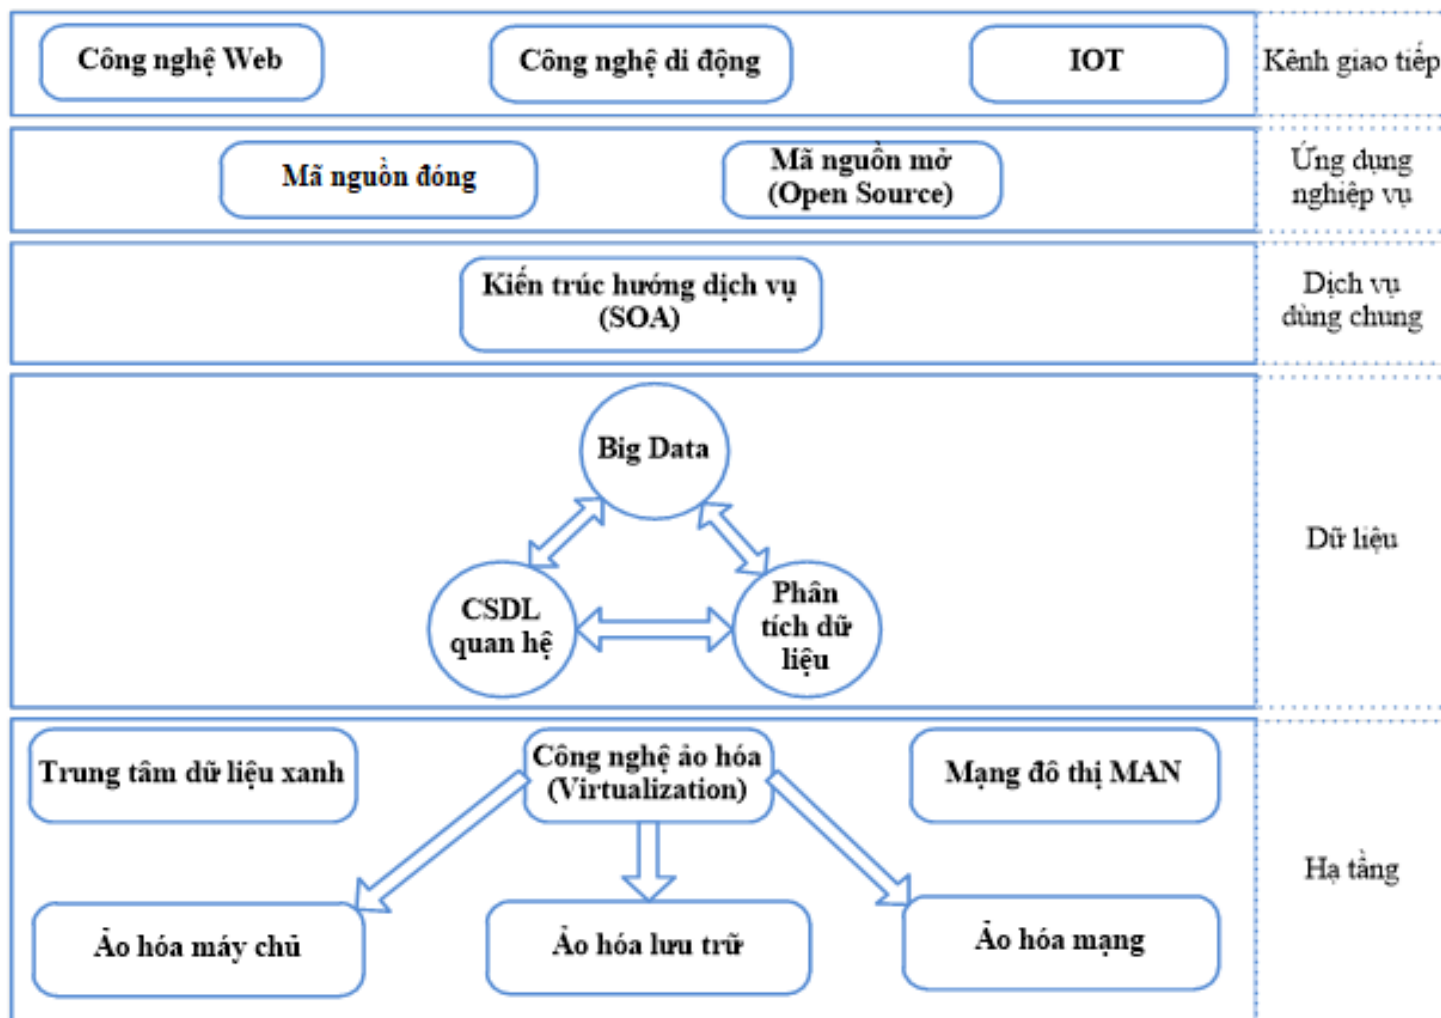 Công nghệ Web
Công nghệ di động
IOT
Kênh giao tiếp
Mã nguồn đóng
Mã nguồn mở
(Open Source)
Ứng dụng
nghiệp vụ
Kiến trúc hướng dịch vụ
(SOA)
Dịch vụ
dùng chung
Big Data
CSDL
quan hệ
Phân
tích dữ
liệu
Dữ liệu
Trung tâm dữ liệu xanh
Công nghệ ảo hóa
(Virtualization)
Mạng đô thị MAN
Ảo hóa máy chủ
Ảo hóa lưu trữ
Ảo hóa mạng
Hạ tầng